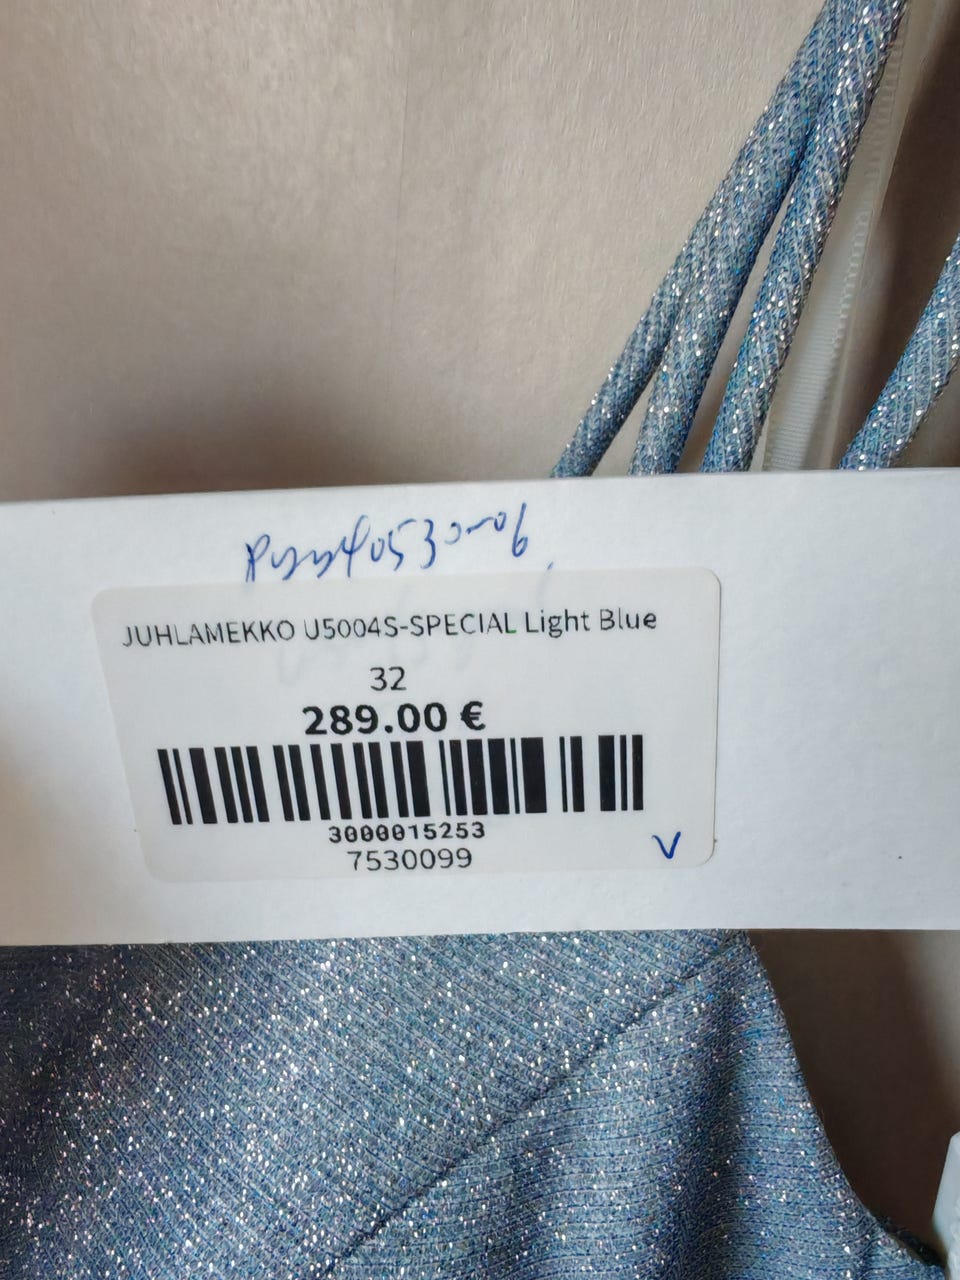 JUHLAMEKKO U5004S-SPECIAL Light Blue
32
289.00 €
3000015253
7530099
V